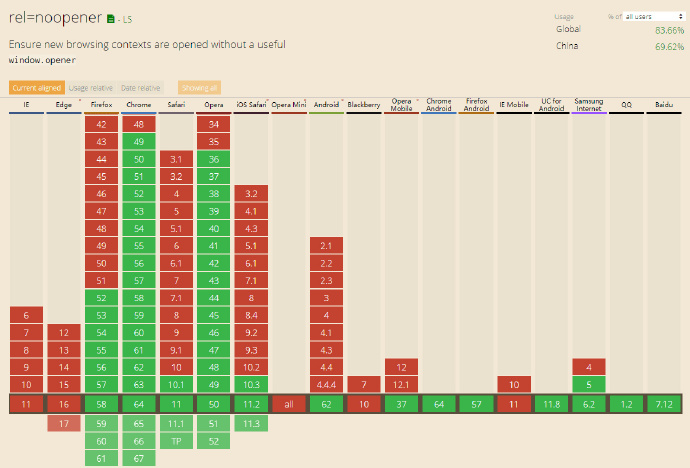 rel=noopener - LS
Usage % of all users
Global 83.66%
China 69.62%
Ensure new browsing contexts are opened without a useful
window.opener
Current aligned Usage relative Date relative Showing all
IE Edge * Firefox Chrome Safari Opera iOS Safari * Opera Mini * Android * Blackberry Opera Mobile * Chrome Android Firefox Android IE Mobile UC for Android Samsung Internet QQ Baidu
42 48 34
43 49 35
44 50 3.1 36
45 51 3.2 37
46 52 4 38 3.2
47 53 5 39 4.1
48 54 5.1 40 4.3
49 55 6 41 5.1 2.1
50 56 6.1 42 6.1 2.2
51 57 7 43 7.1 2.3
52 58 7.1 44 8 3
6 53 59 8 45 8.4 4
7 12 54 60 9 46 9.2 4.1
8 13 55 61 9.1 47 9.3 4.3
9 14 56 62 10 48 10.2 4.4 12 4
10 15 57 63 10.1 49 10.3 4.4.4 7 12.1 10 5
11 16 58 64 11 50 11.2 all 62 10 37 64 57 11 11.8 6.2 1.2 7.12
17 59 65 11.1 51 11.3
60 66 TP 52
61 67